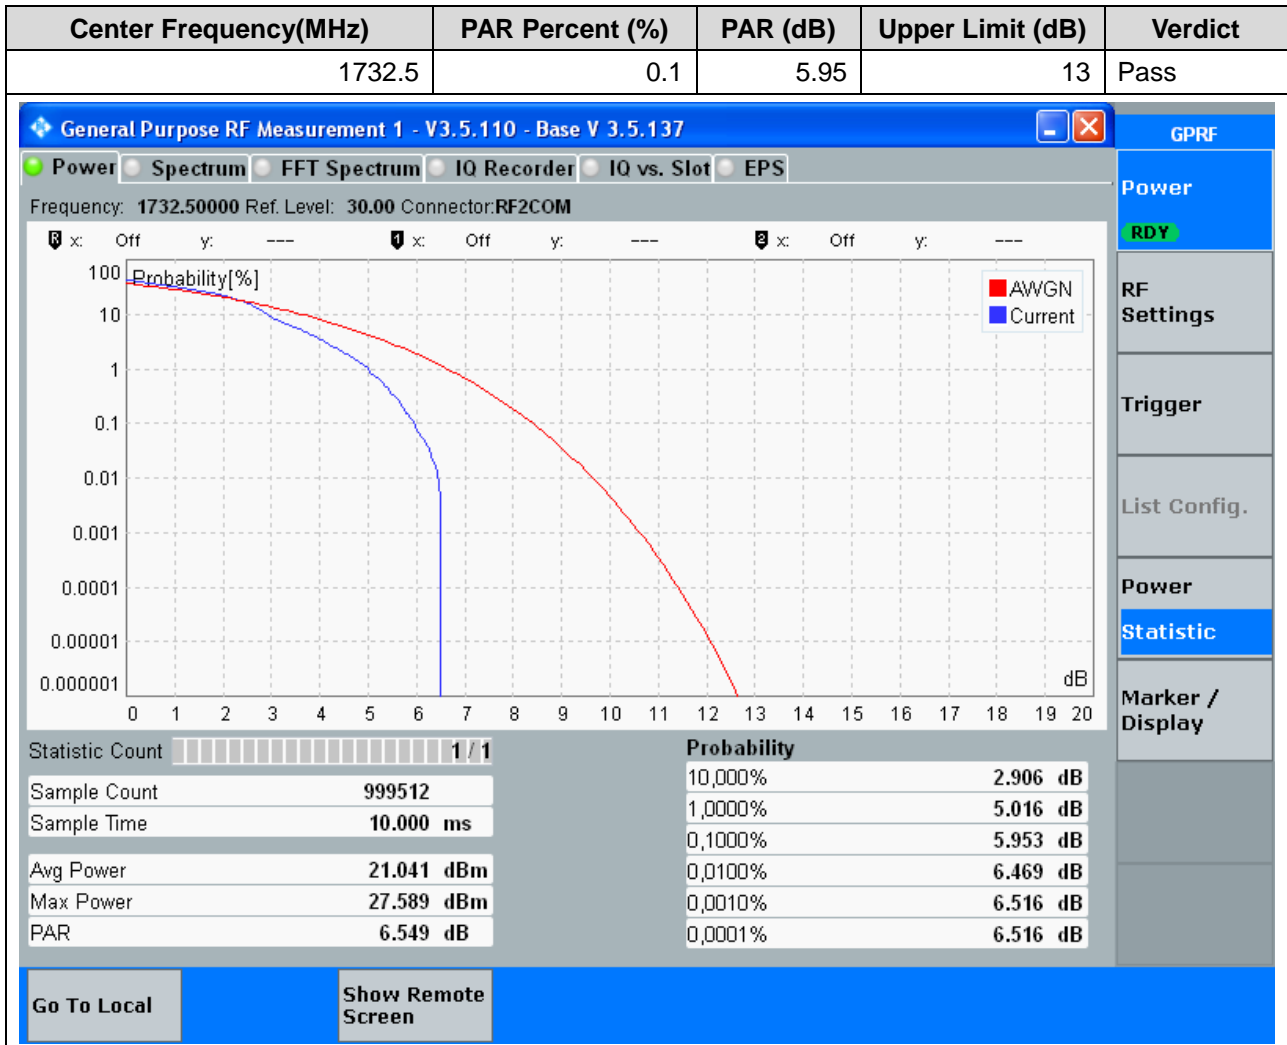 Center Frequency(MHz) PAR Percent (%) PAR (dB) Upper Limit (dB) Verdict
1732.5 0.1 5.95 13 Pass
General Purpose RF Measurement 1 - V3.5.110 - Base V 3.5.137
GPRF
Power Spectrum FFT Spectrum IQ Recorder IQ vs. Slot EPS
Frequency: 1732.50000 Ref. Level: 30.00 Connector:RF2COM
R x: Off y: --- 1 x: Off y: --- 2 x: Off y: ---
Probability[%]
AWGN
Current
100
10
1
0.1
0.01
0.001
0.0001
0.00001
0.000001
dB
0 1 2 3 4 5 6 7 8 9 10 11 12 13 14 15 16 17 18 19 20
Statistic Count 1 / 1
Sample Count 999512
Sample Time 10.000 ms
Avg Power 21.041 dBm
Max Power 27.589 dBm
PAR 6.549 dB
Probability
10,000% 2.906 dB
1,0000% 5.016 dB
0,1000% 5.953 dB
0,0100% 6.469 dB
0,0010% 6.516 dB
0,0001% 6.516 dB
Power
RDY
RF
Settings
Trigger
List Config.
Power
Statistic
Marker /
Display
Go To Local
Show Remote
Screen